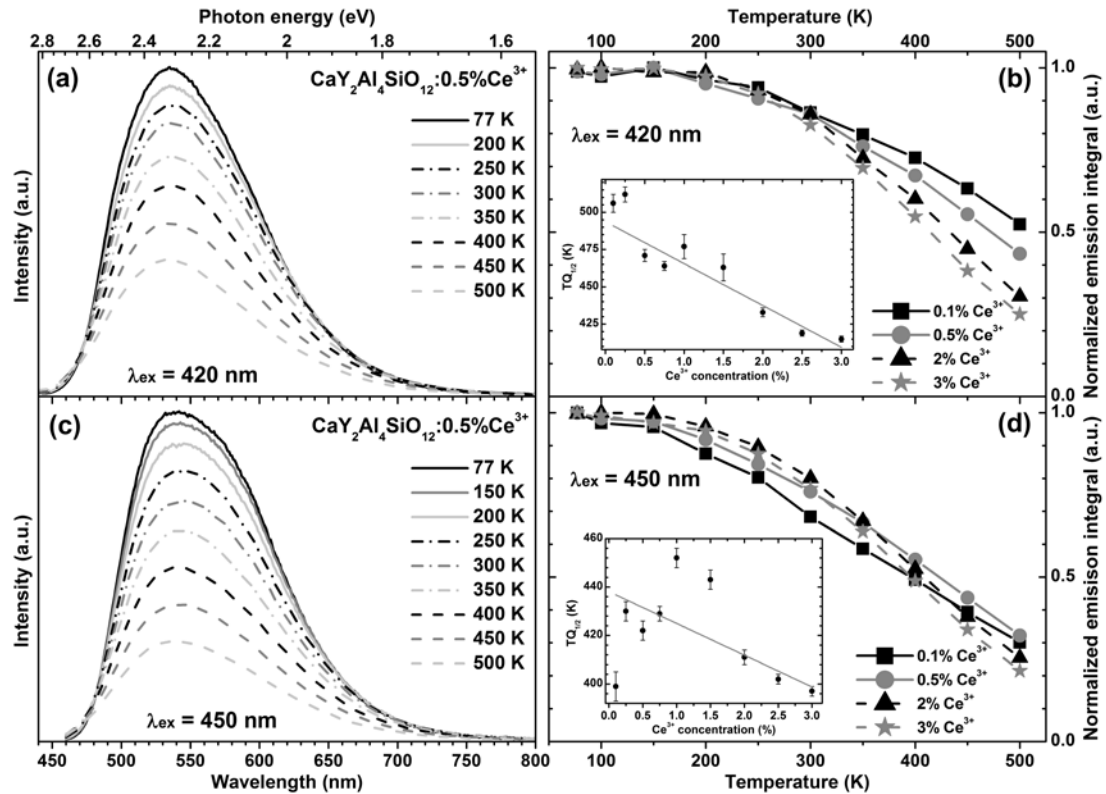 Photon energy (eV)
2.8 2.6 2.4 2.2 2 1.8 1.6
(a)
CaY₂Al₄SiO₁₂:0.5%Ce³⁺
77 K
200 K
250 K
300 K
350 K
400 K
450 K
500 K
λex = 420 nm
Intensity (a.u.)
Temperature (K)
100 150 200 250 300 350 400 450 500
(b)
λex = 420 nm
1.0
0.5
0.0
Normalized emission integral (a.u.)
0.1% Ce³⁺
0.5% Ce³⁺
2% Ce³⁺
3% Ce³⁺
TQ₁/₂ (K)
500
475
450
425
0.0 0.5 1.0 1.5 2.0 2.5 3.0
Ce³⁺ concentration (%)
(c)
CaY₂Al₄SiO₁₂:0.5%Ce³⁺
77 K
150 K
200 K
250 K
300 K
350 K
400 K
450 K
500 K
λex = 450 nm
Intensity (a.u.)
450 500 550 600 650 700 750 800
Wavelength (nm)
(d)
λex = 450 nm
1.0
0.5
0.0
Normalized emisison integral (a.u.)
0.1% Ce³⁺
0.5% Ce³⁺
2% Ce³⁺
3% Ce³⁺
TQ₁/₂ (K)
460
440
420
400
0.0 0.5 1.0 1.5 2.0 2.5 3.0
Ce³⁺ concentration (%)
100 150 200 250 300 350 400 450 500
Temperature (K)